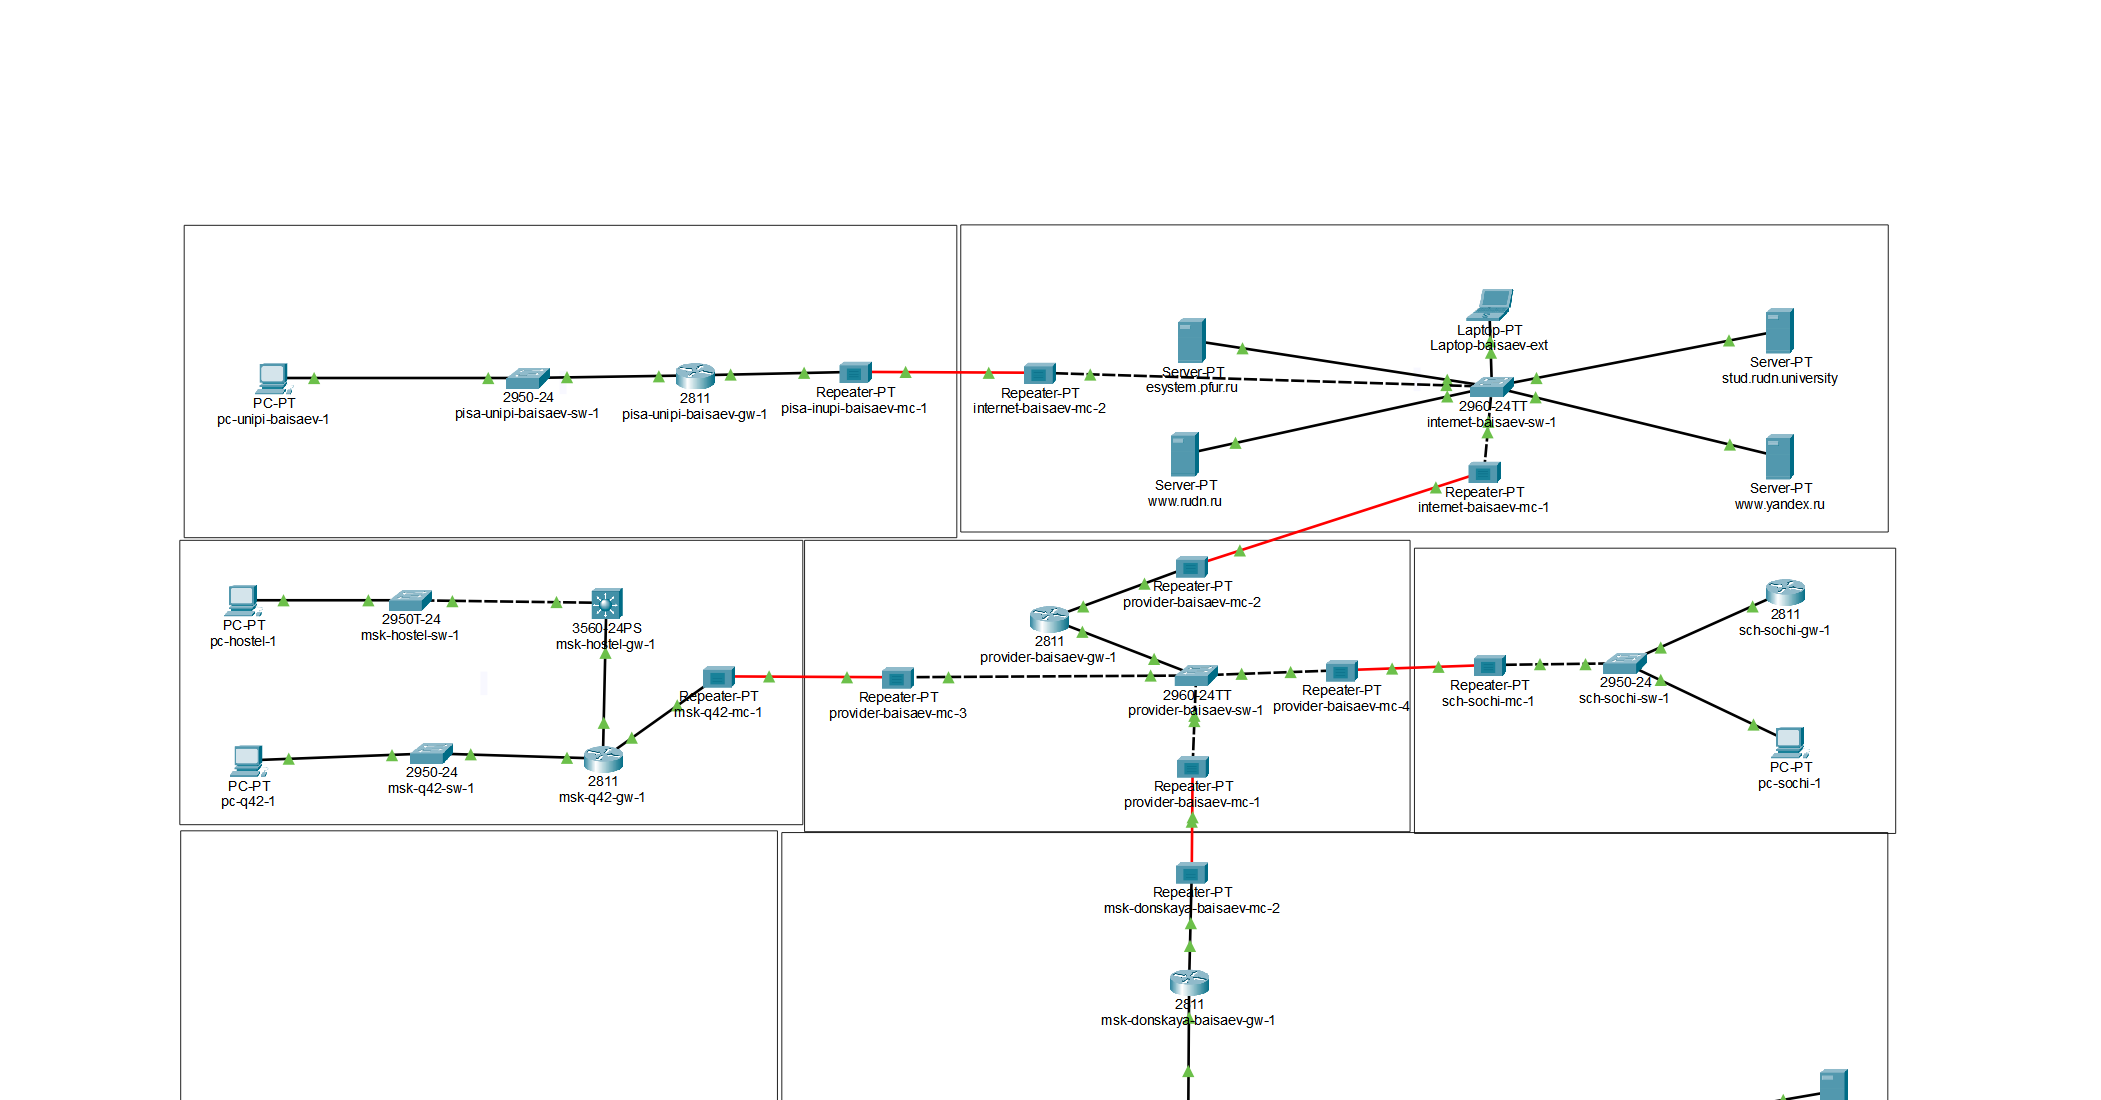 PC-PT
pc-unipi-baisaev-1
2950-24
pisa-unipi-baisaev-sw-1
2811
pisa-unipi-baisaev-gw-1
Repeater-PT
pisa-inupi-baisaev-mc-1
Repeater-PT
internet-baisaev-mc-2
Server-PT
esystem.pfur.ru
Laptop-PT
Laptop-baisaev-ext
Server-PT
stud.rudn.university
2960-24TT
internet-baisaev-sw-1
Server-PT
www.rudn.ru
Repeater-PT
internet-baisaev-mc-1
Server-PT
www.yandex.ru
PC-PT
pc-hostel-1
2950T-24
msk-hostel-sw-1
3560-24PS
msk-hostel-gw-1
Repeater-PT
msk-q42-mc-1
PC-PT
pc-q42-1
2950-24
msk-q42-sw-1
2811
msk-q42-gw-1
Repeater-PT
provider-baisaev-mc-2
2811
provider-baisaev-gw-1
Repeater-PT
provider-baisaev-mc-3
2960-24TT
provider-baisaev-sw-1
Repeater-PT
provider-baisaev-mc-4
Repeater-PT
provider-baisaev-mc-1
2811
sch-sochi-gw-1
Repeater-PT
sch-sochi-mc-1
2950-24
sch-sochi-sw-1
PC-PT
pc-sochi-1
Repeater-PT
msk-donskaya-baisaev-mc-2
2811
msk-donskaya-baisaev-gw-1